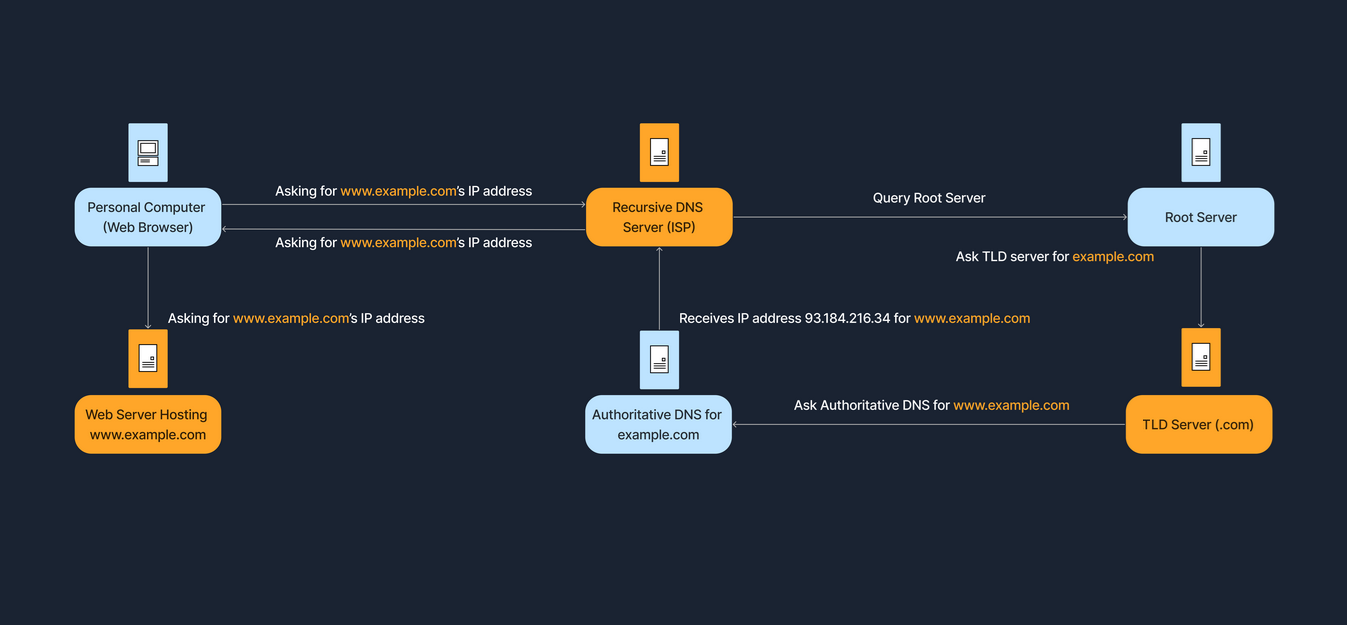 Asking for www.example.com's IP address
Query Root Server
Personal Computer
(Web Browser)
Recursive DNS
Server (ISP)
Root Server
Asking for www.example.com's IP address
Ask TLD server for example.com
Asking for www.example.com's IP address
Receives IP address 93.184.216.34 for www.example.com
Ask Authoritative DNS for www.example.com
Web Server Hosting
www.example.com
Authoritative DNS for
example.com
TLD Server (.com)